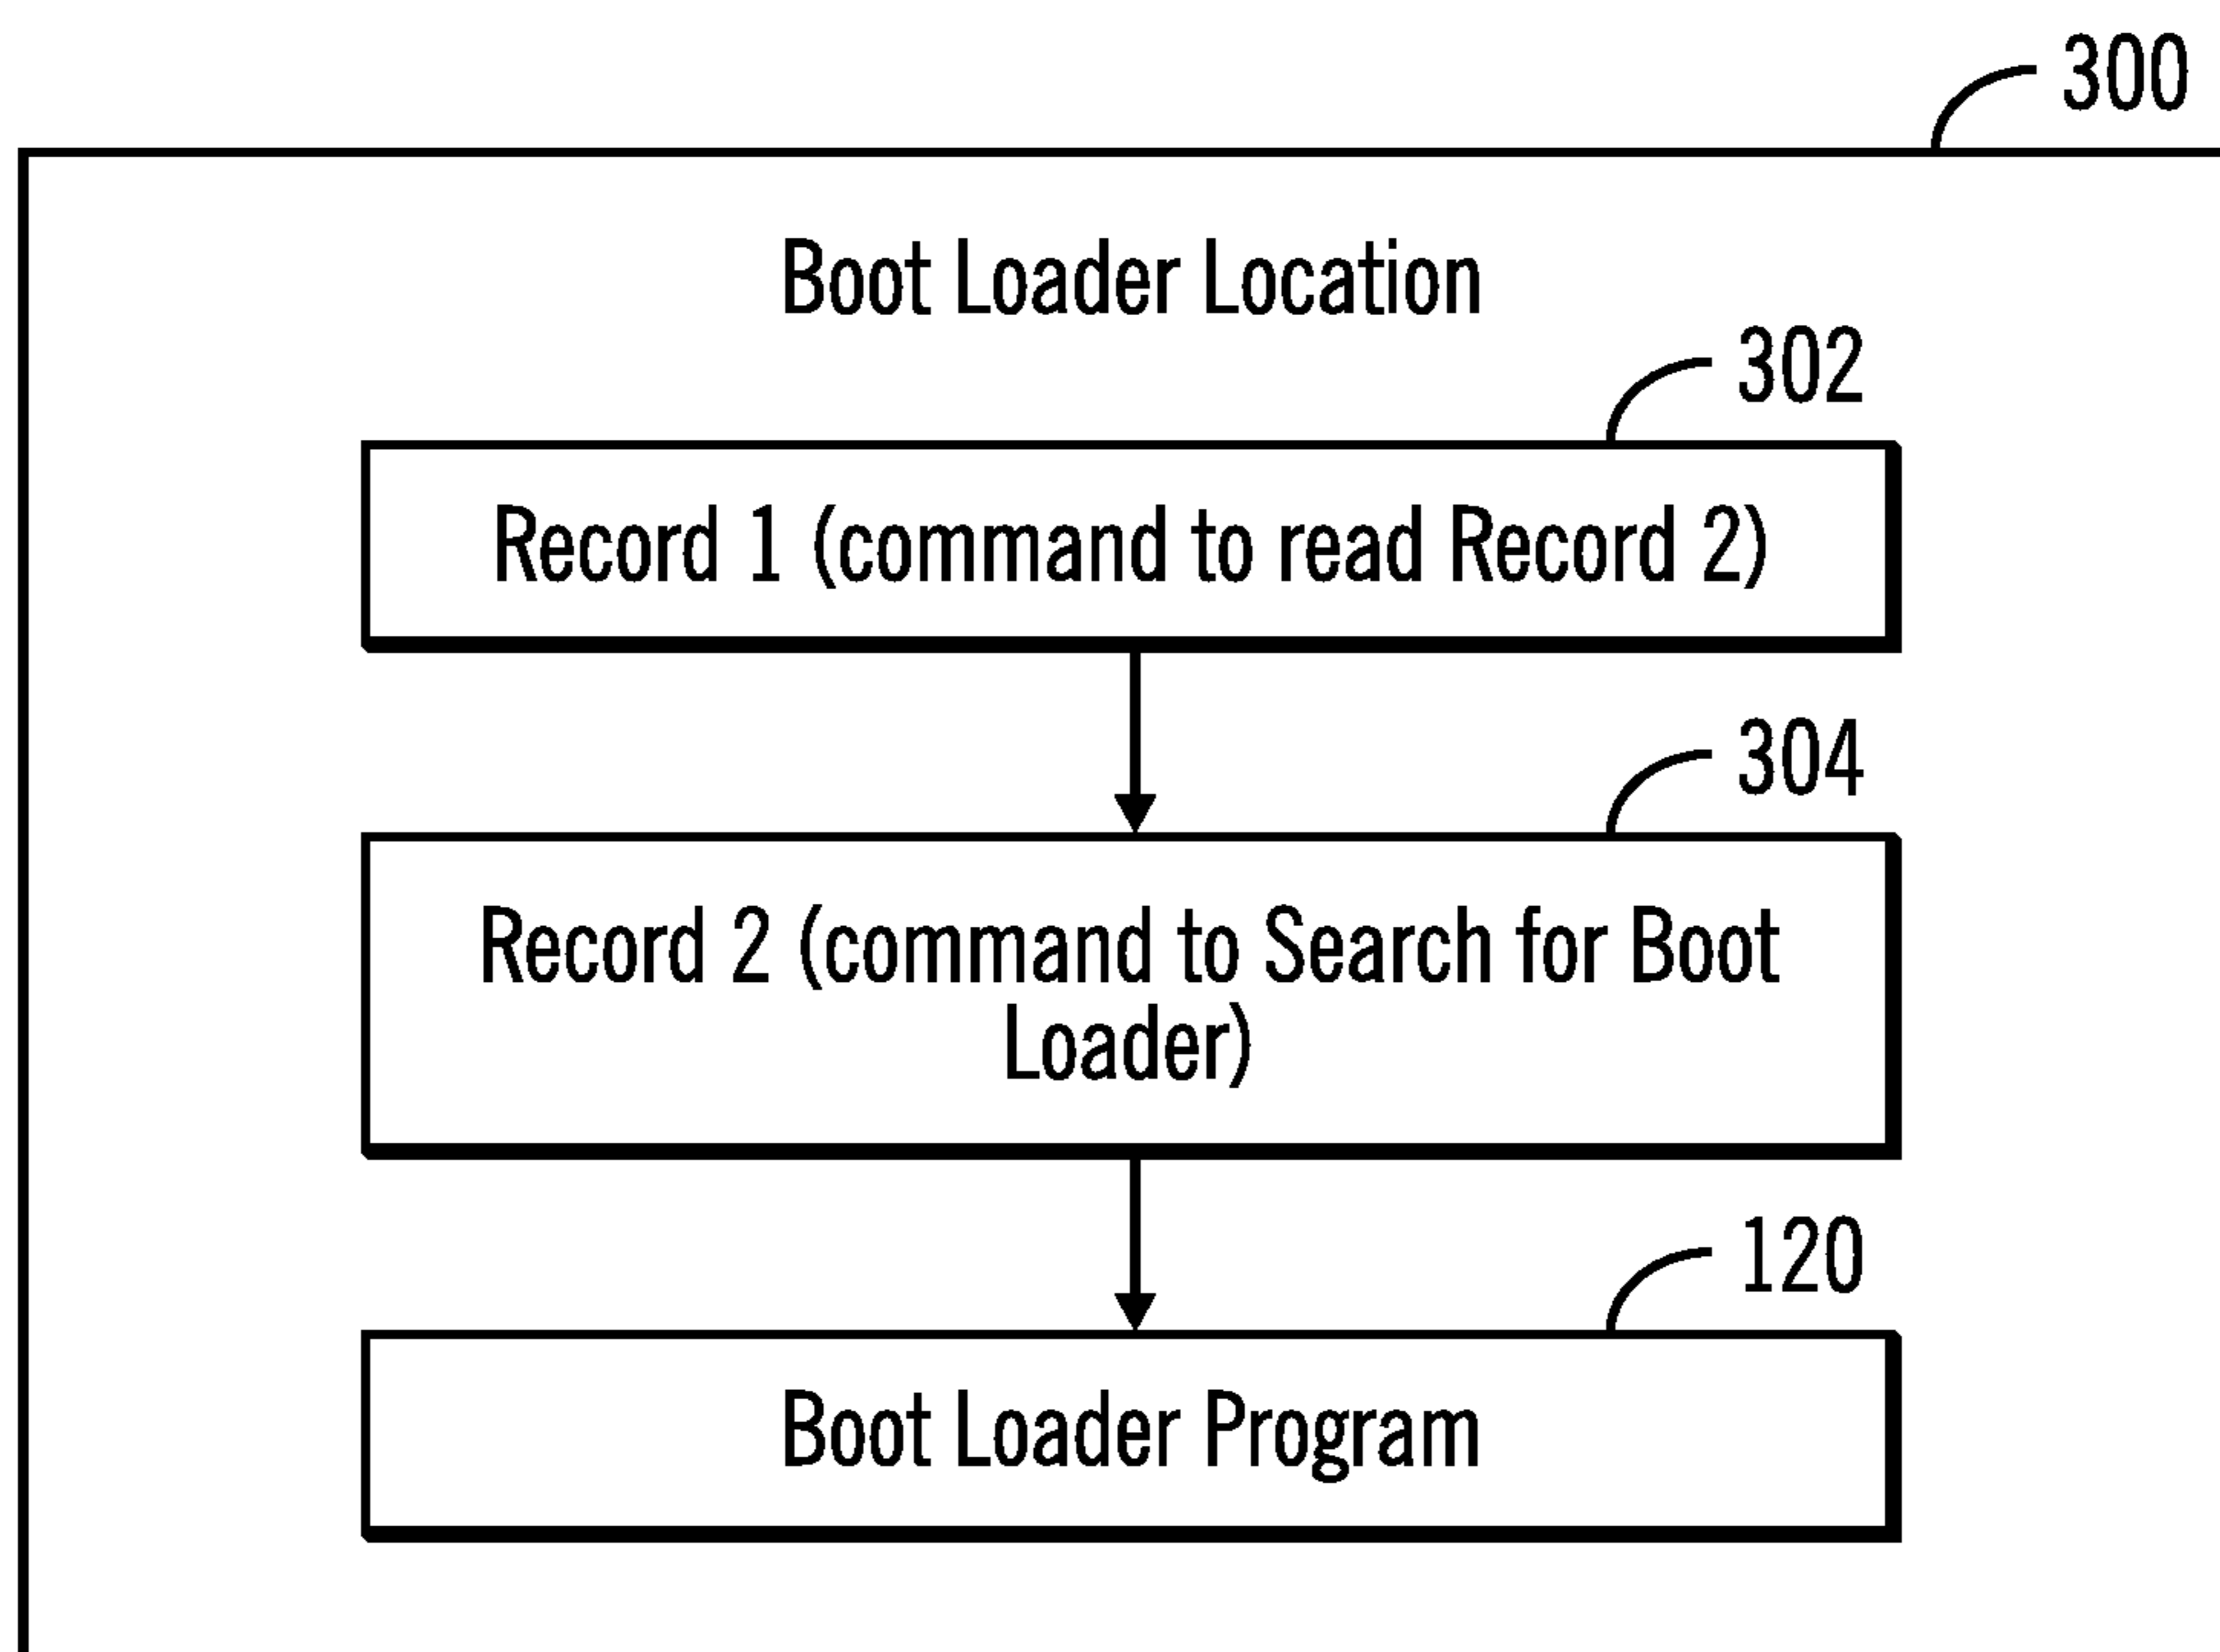 300
Boot Loader Location
302
Record 1 (command to read Record 2)
304
Record 2 (command to Search for Boot
Loader)
120
Boot Loader Program